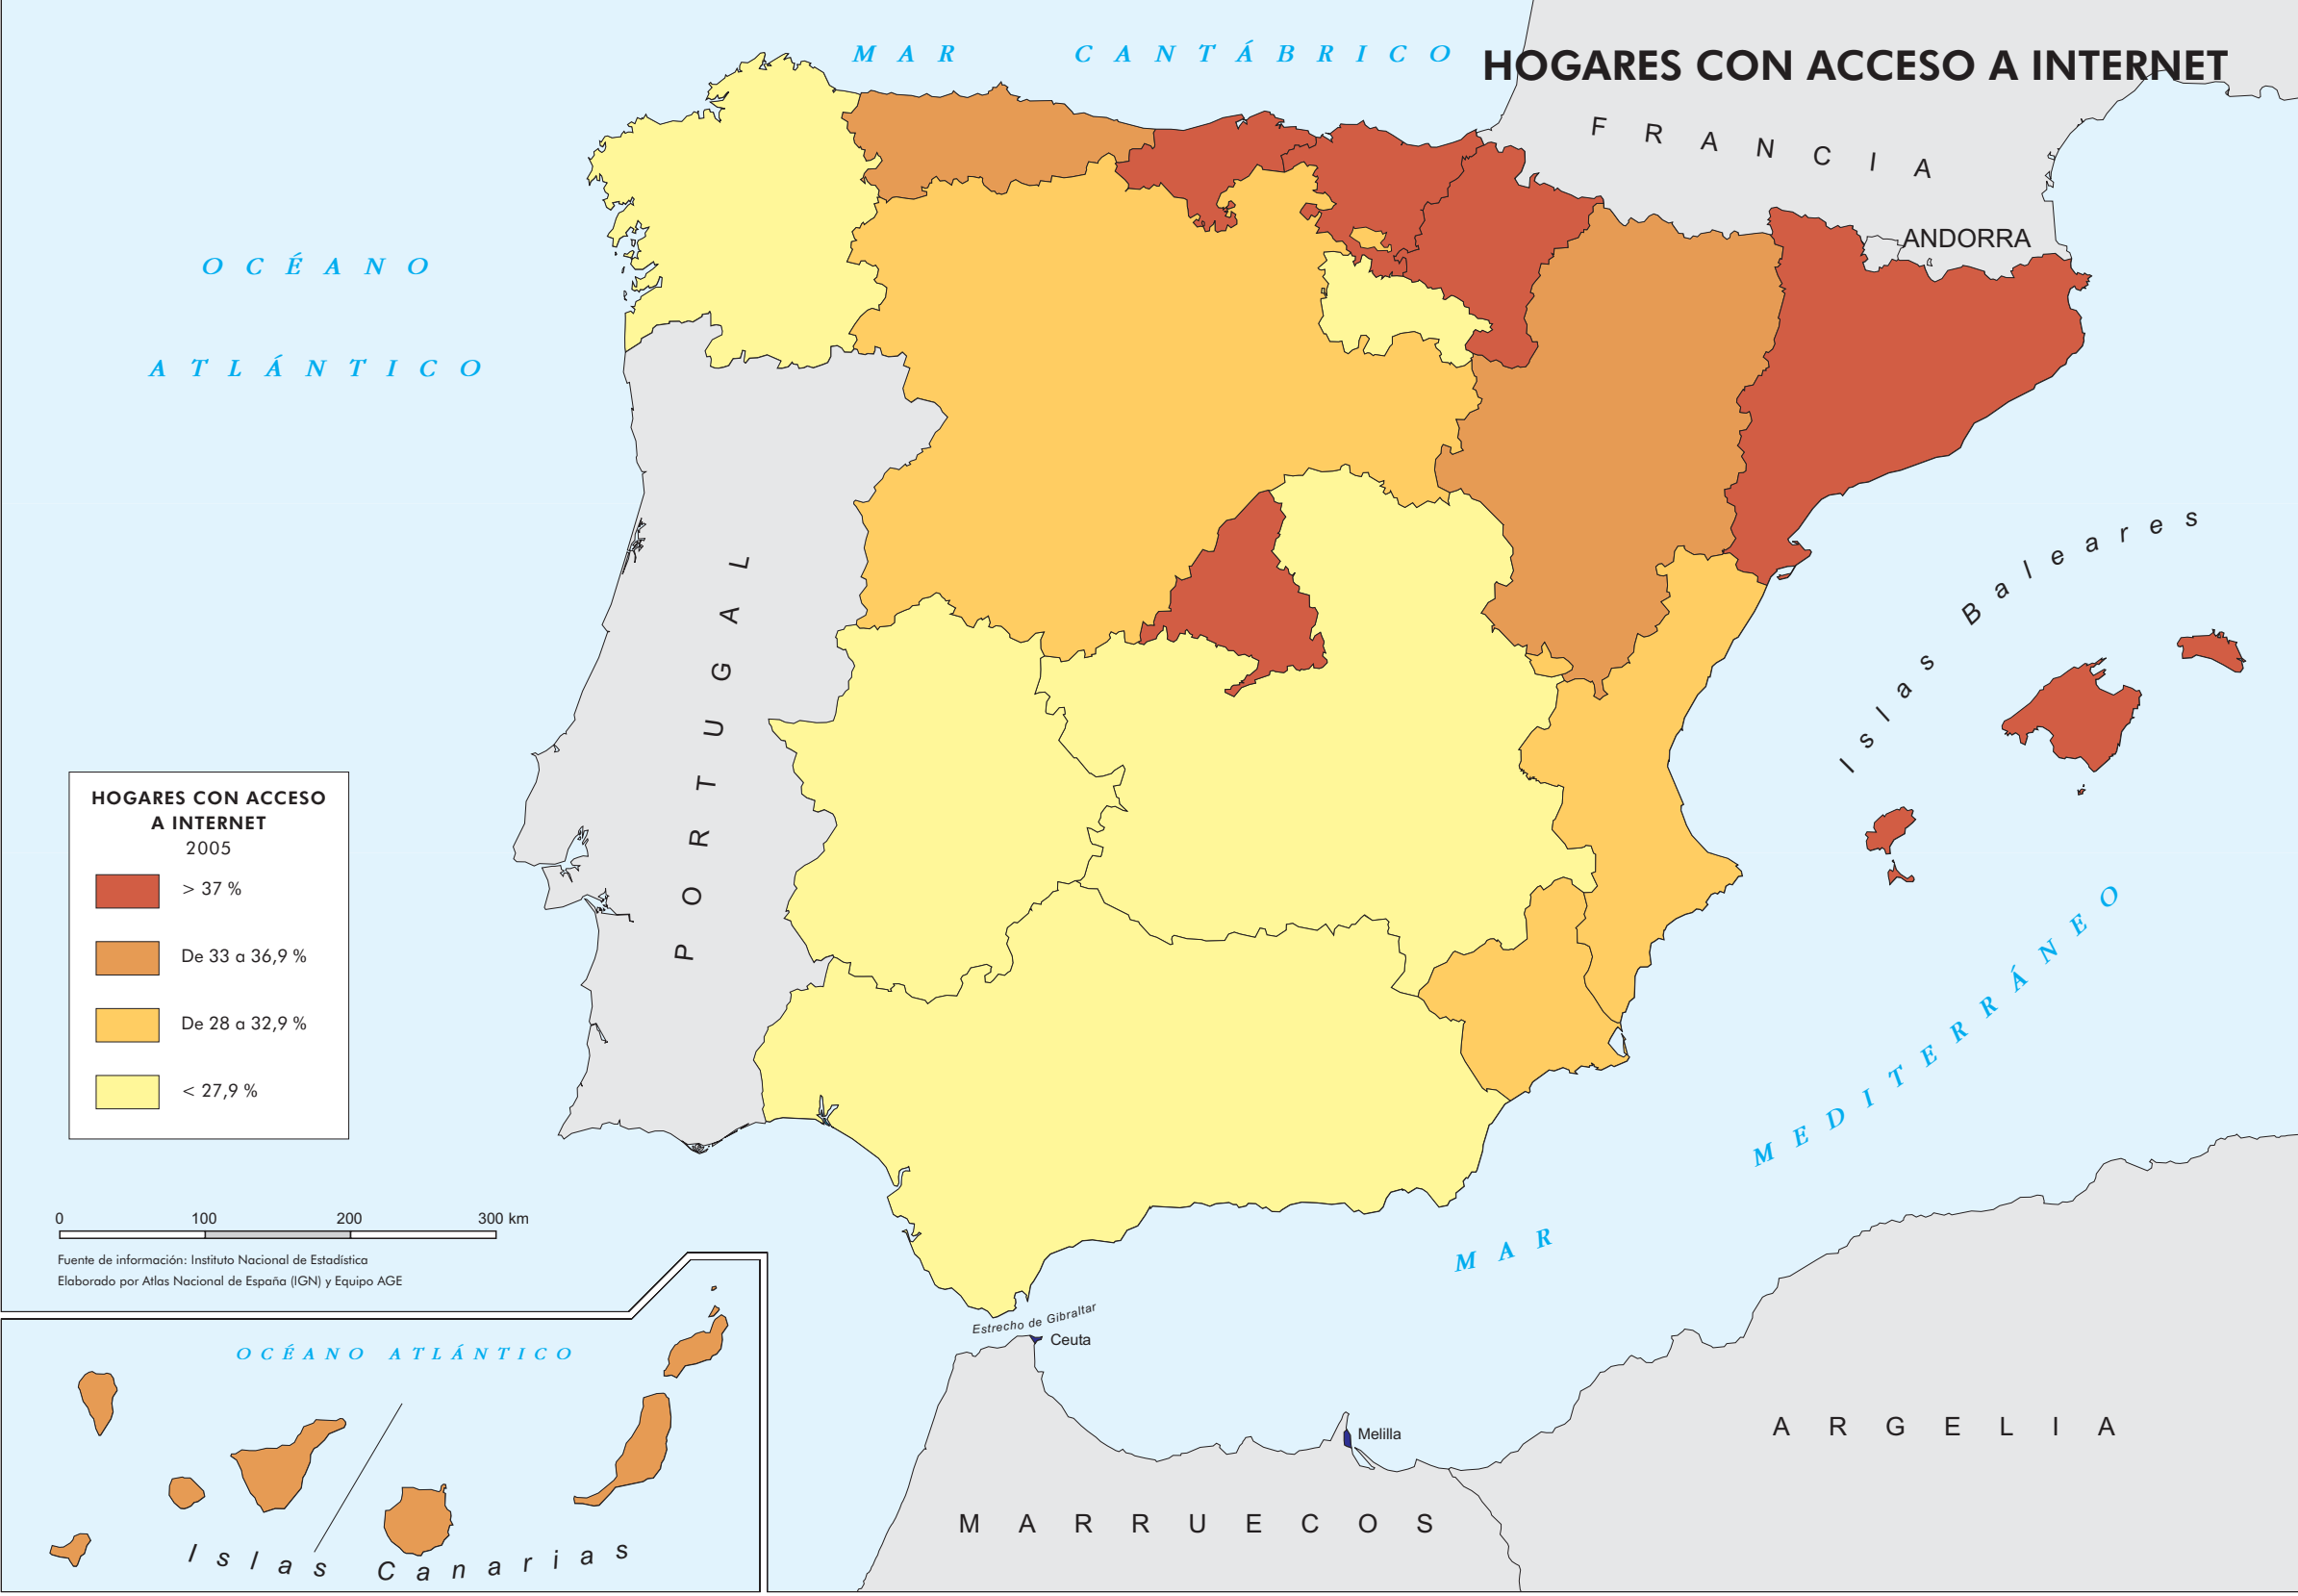 HOGARES CON ACCESO A INTERNET
MAR CANTÁBRICO
FRANCIA
ANDORRA
OCÉANO
ATLÁNTICO
PORTUGAL
Islas Baleares
MAR MEDITERRÁNEO
HOGARES CON ACCESO
A INTERNET
2005
> 37 %
De 33 a 36,9 %
De 28 a 32,9 %
< 27,9 %
0 100 200 300 km
Fuente de información: Instituto Nacional de Estadística
Elaborado por Atlas Nacional de España (IGN) y Equipo AGE
Estrecho de Gibraltar
Ceuta
Melilla
OCÉANO ATLÁNTICO
Islas Canarias
MARRUECOS
ARGELIA